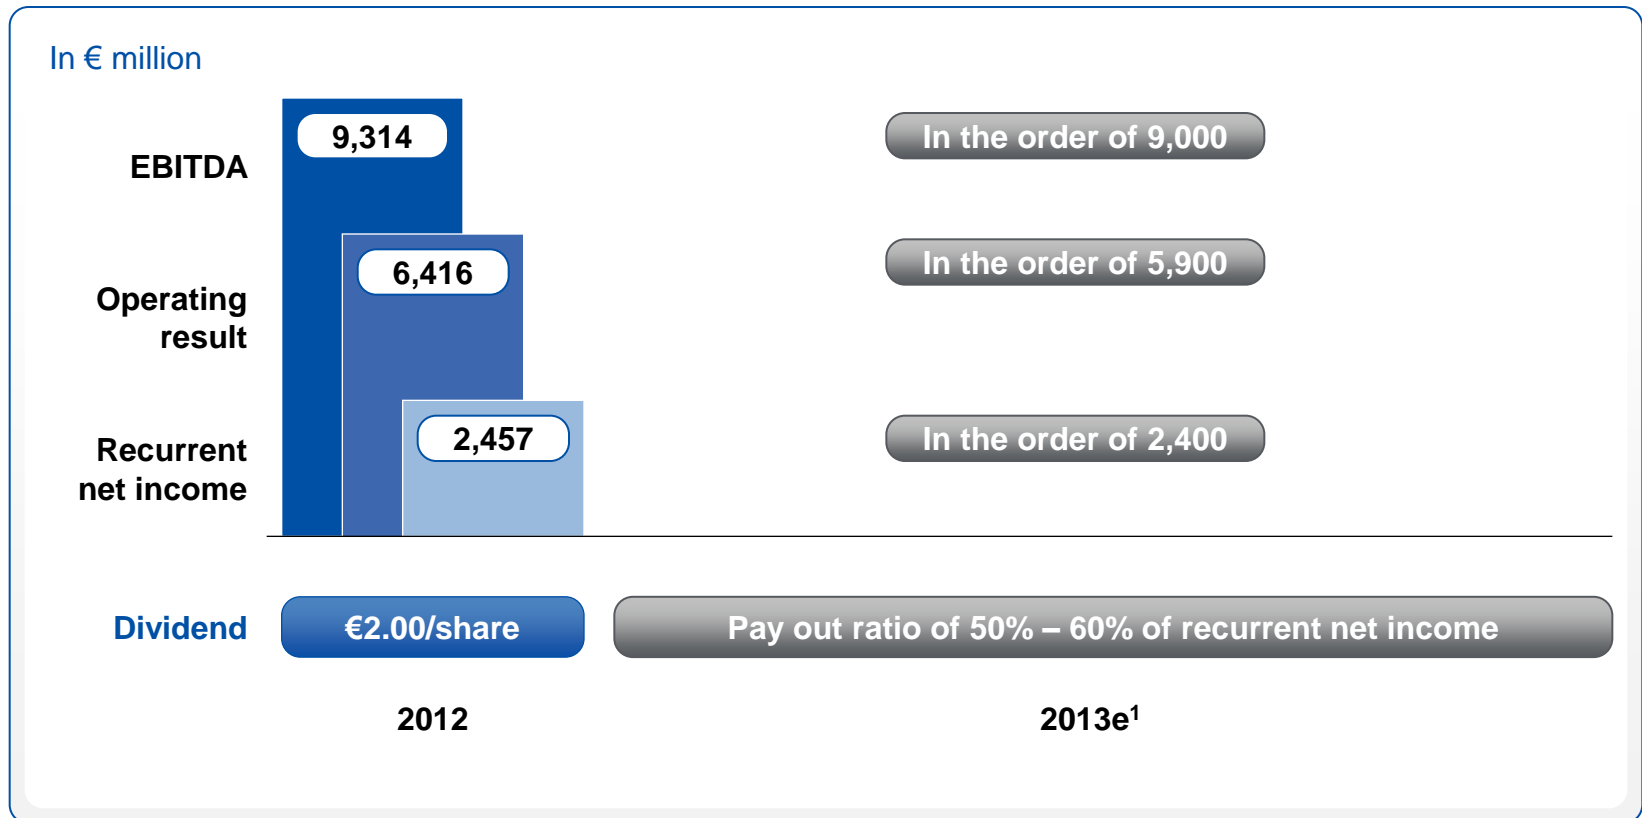 In € million
EBITDA
9,314
In the order of 9,000
Operating
result
6,416
In the order of 5,900
Recurrent
net income
2,457
In the order of 2,400
Dividend
€2.00/share
Pay out ratio of 50% – 60% of recurrent net income
2012
2013e¹